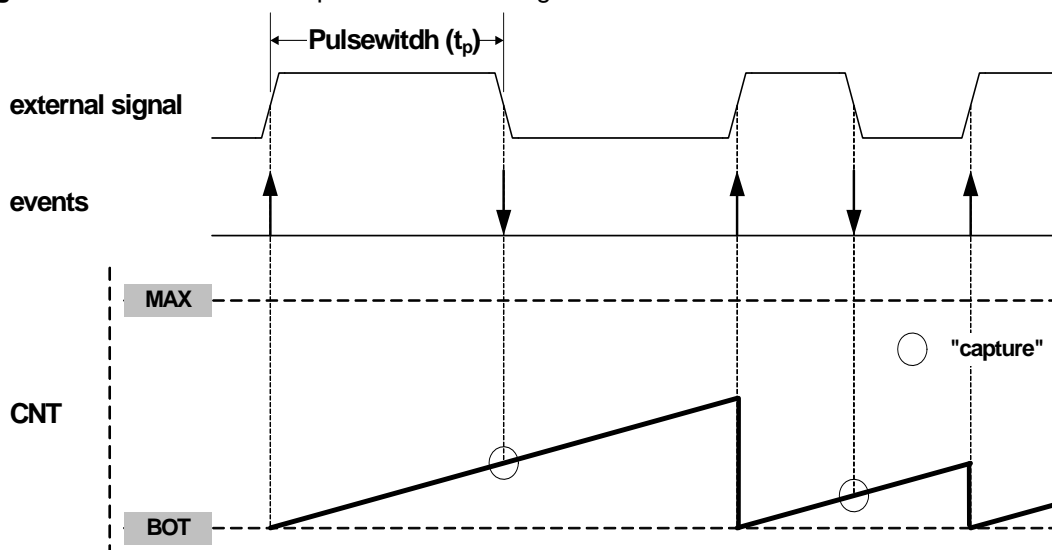 Pulsewitdh (tp)
external signal
events
MAX
"capture"
CNT
BOT